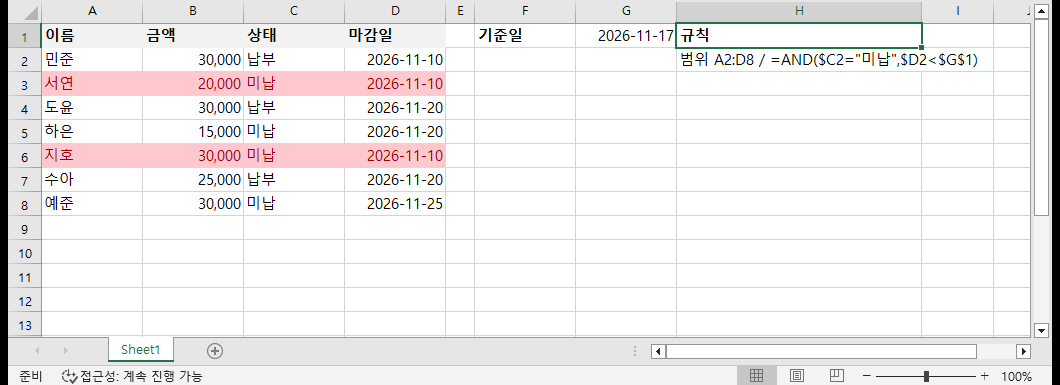 A B C D E F G H I J
1 이름 금액 상태 마감일 기준일 2026-11-17 규칙
2 민준 30,000 납부 2026-11-10 범위 A2:D8 / =AND($C2="미납",$D2<$G$1)
3 서연 20,000 미납 2026-11-10
4 도윤 30,000 납부 2026-11-20
5 하은 15,000 미납 2026-11-20
6 지호 30,000 미납 2026-11-10
7 수아 25,000 납부 2026-11-20
8 예준 30,000 미납 2026-11-25
9
10
11
12
13
Sheet1
준비 접근성: 계속 진행 가능 100%